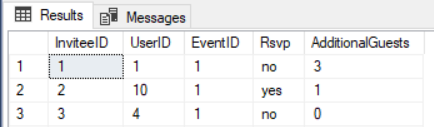 Results Messages
InviteeID UserID EventID Rsvp AdditionalGuests
1 1 1 1 no 3
2 2 10 1 yes 1
3 3 4 1 no 0